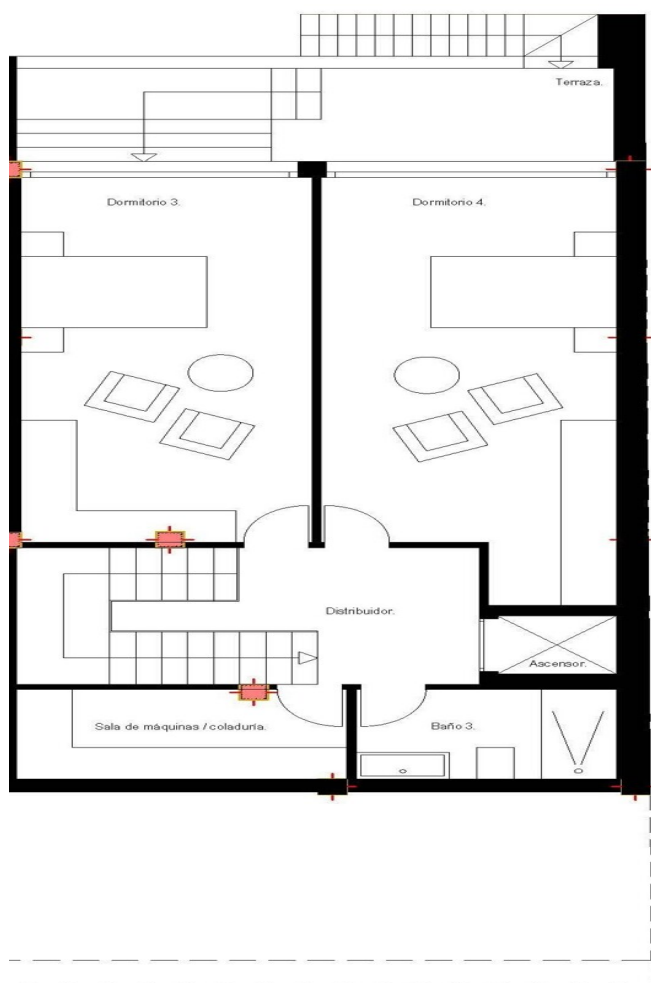 Terraza.
Dormitorio 3.
Dormitorio 4.
Distribuidor.
Ascensor.
Sala de máquinas / coladuría.
Baño 3.